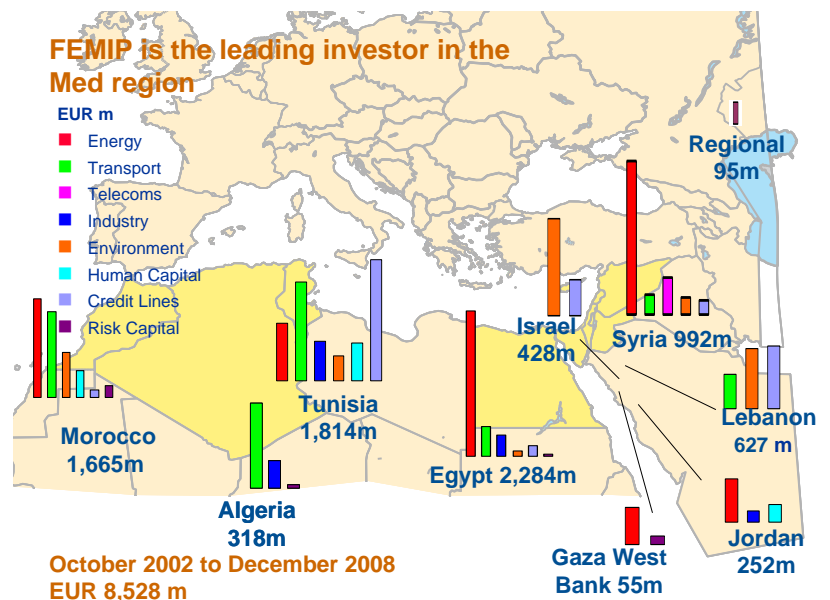 FEMIP is the leading investor in the
Med region
EUR m
Energy
Transport
Telecoms
Industry
Environment
Human Capital
Credit Lines
Risk Capital
Regional
95m
Israel
428m
Syria 992m
Lebanon
627 m
Tunisia
1,814m
Morocco
1,665m
Egypt 2,284m
Algeria
318m
Jordan
252m
Gaza West
Bank 55m
October 2002 to December 2008
EUR 8,528 m